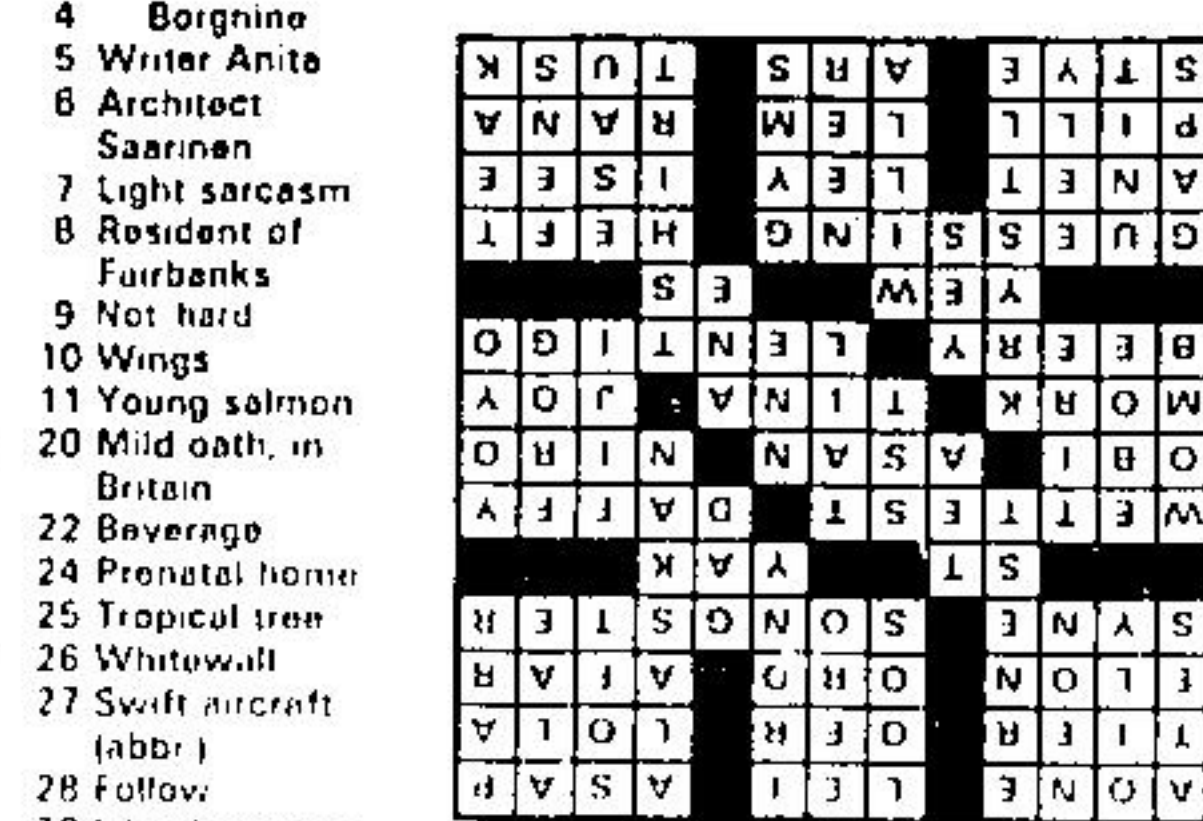 4 Borgnine
5 Writer Anita
6 Architect
Saarinen
7 Light sarcasm
8 Resident of
Fairbanks
9 Not hard
10 Wings
11 Young salmon
20 Mild oath, in
Britain
22 Beverage
24 Prenatal home
25 Tropical tree
26 Whitewall
27 Swift aircraft
(abbr.)
28 Follow
A O N E L E I A S A P
T I E R O E R L O L A
E L O N O R O A F A R
S Y N E S O N G S T E R
S T Y A K
W E T T E S T D A F F Y
O B I A S A N N I R O
M O R K T I N A J O Y
B E E R Y L E N T I G O
Y E W E S
G U E S S I N G H E F T
A N E T L E Y I S E E
P I L L L E M R A N A
S T Y E A R S T U S K